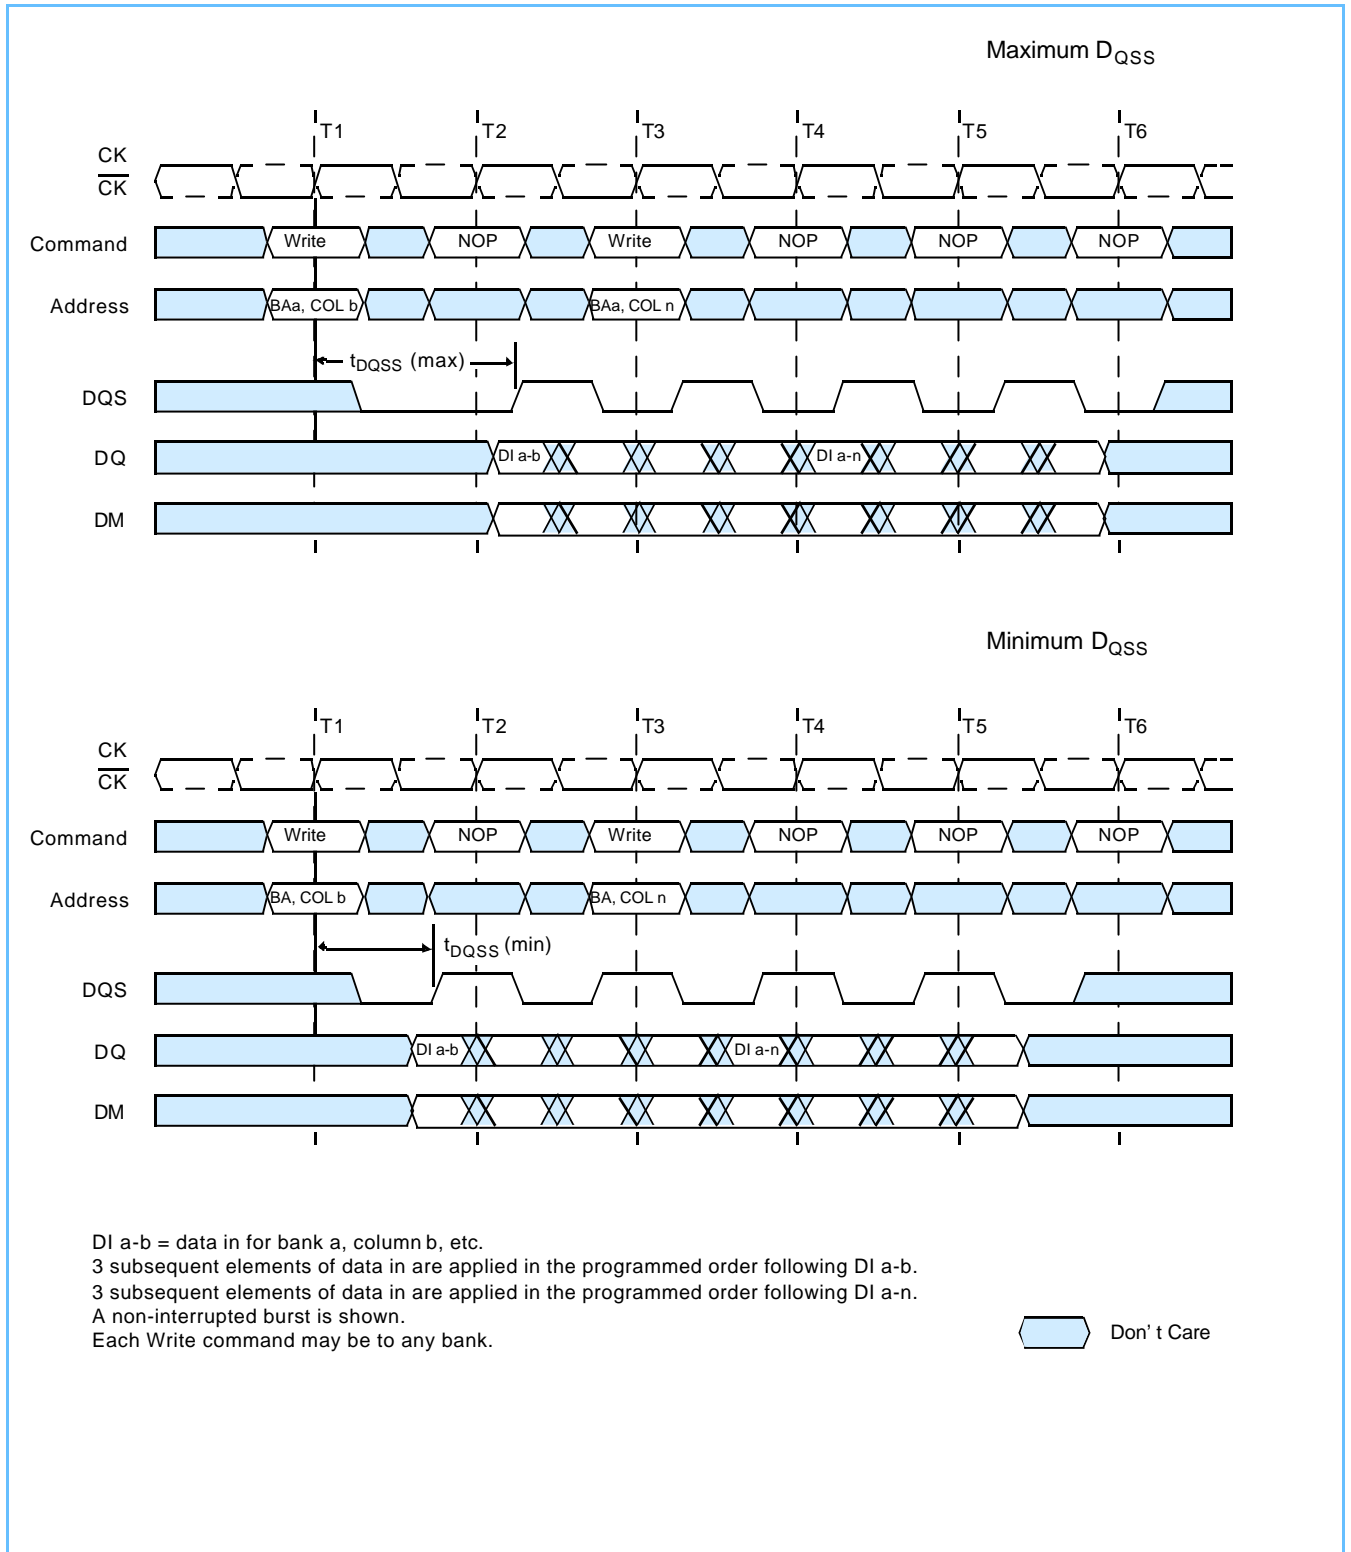 Maximum DQSS
T1 T2 T3 T4 T5 T6
CK
CK
Command Write NOP Write NOP NOP NOP
Address BAa, COL b BAa, COL n
tDQSS (max)
DQS
DQ DI a-b DI a-n
DM
Minimum DQSS
T1 T2 T3 T4 T5 T6
CK
CK
Command Write NOP Write NOP NOP NOP
Address BA, COL b BA, COL n
tDQSS (min)
DQS
DQ DI a-b DI a-n
DM
DI a-b = data in for bank a, column b, etc.
3 subsequent elements of data in are applied in the programmed order following DI a-b.
3 subsequent elements of data in are applied in the programmed order following DI a-n.
A non-interrupted burst is shown.
Each Write command may be to any bank.
Don' t Care